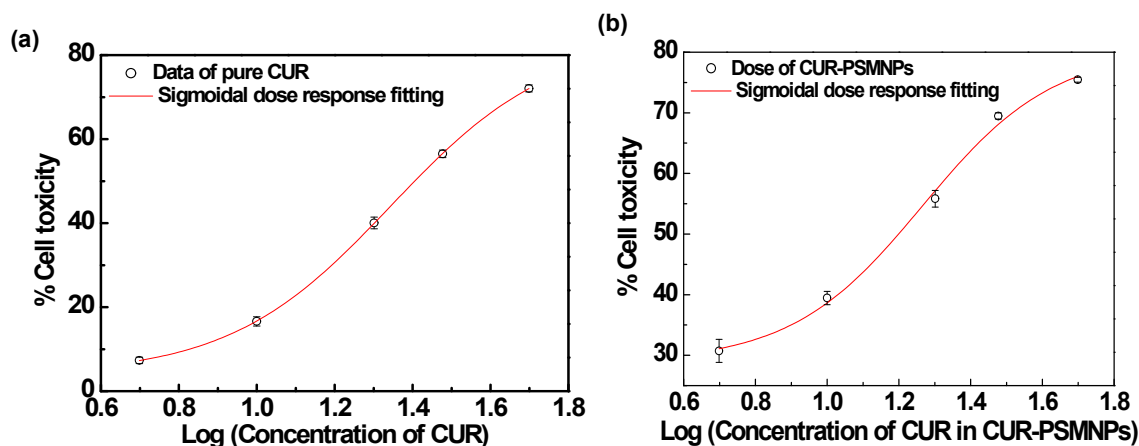 (a)
80
60
40
20
0
% Cell toxicity
Data of pure CUR
Sigmoidal dose response fitting
0.6 0.8 1.0 1.2 1.4 1.6 1.8
Log (Concentration of CUR)
(b)
80
70
60
50
40
30
% Cell toxicity
Dose of CUR-PSMNPs
Sigmoidal dose response fitting
0.6 0.8 1.0 1.2 1.4 1.6 1.8
Log (Concentration of CUR in CUR-PSMNPs)